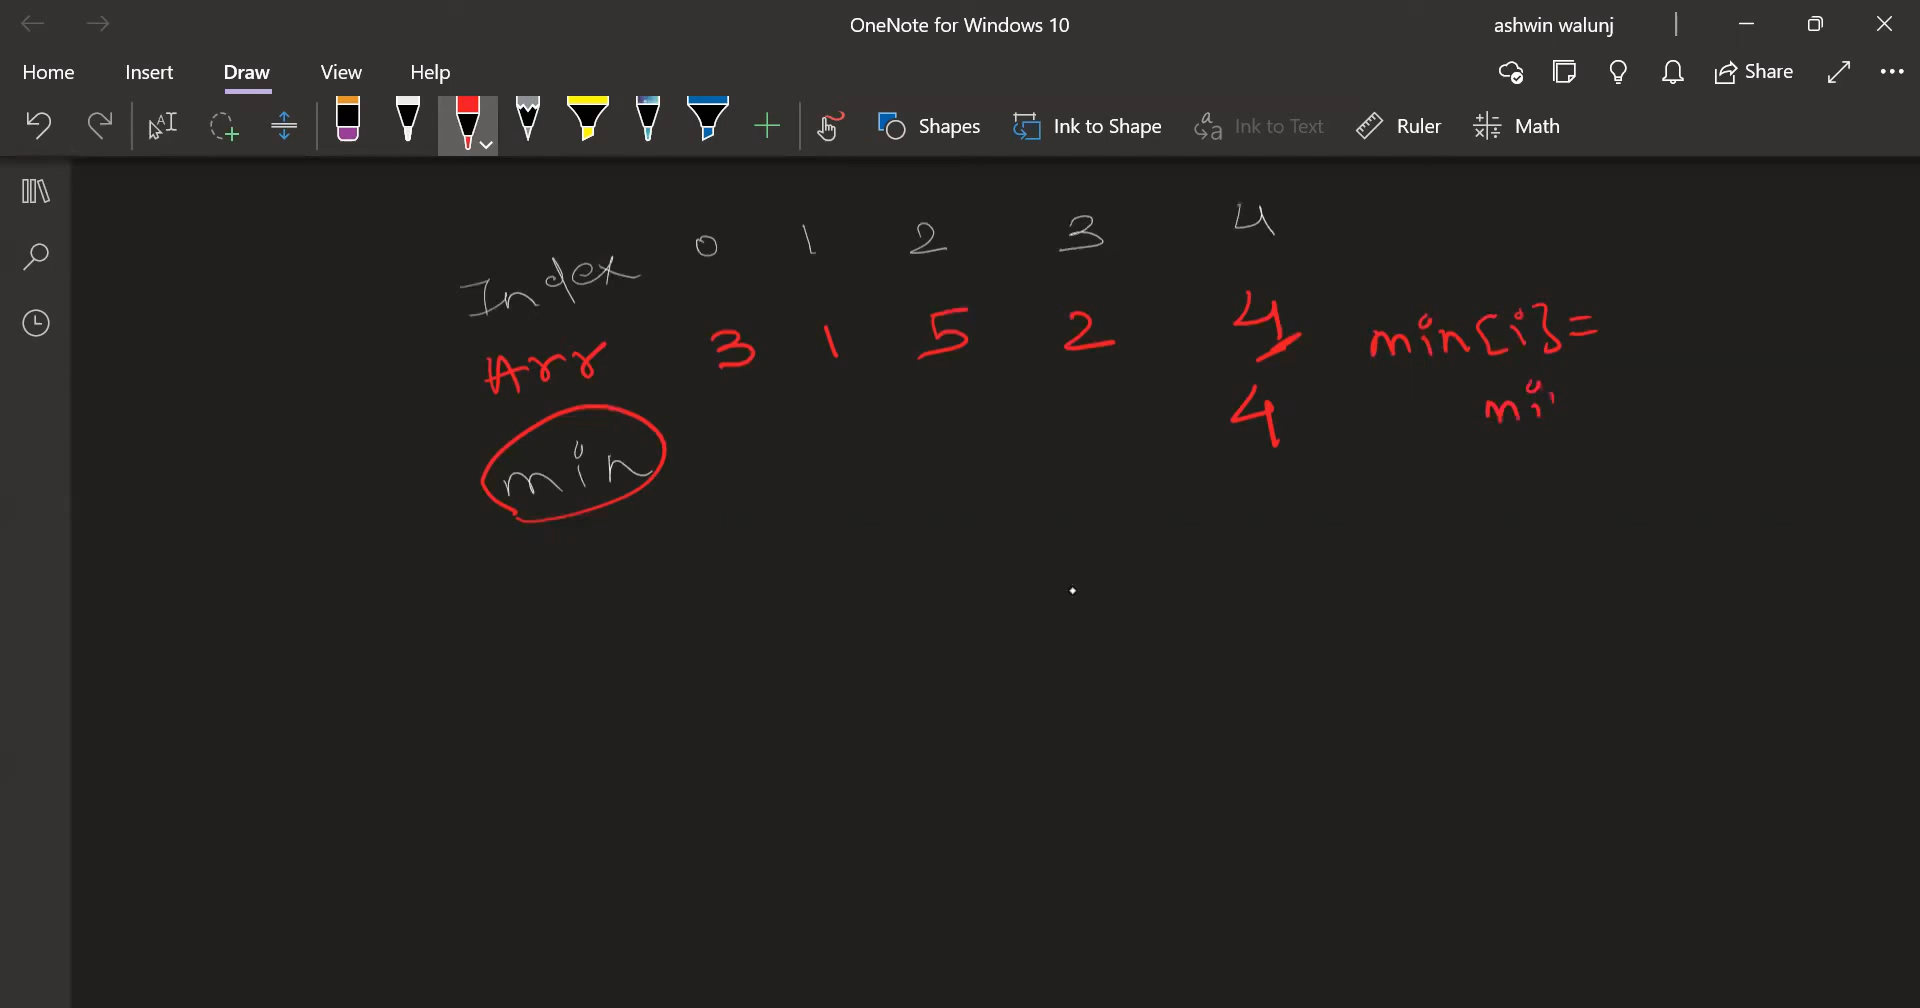 OneNote for Windows 10
ashwin walunj
Home Insert Draw View Help
Share
Shapes Ink to Shape Ink to Text Ruler Math
Index 0 1 2 3 4
Arr 3 1 5 2 4 min[i]=
min 4